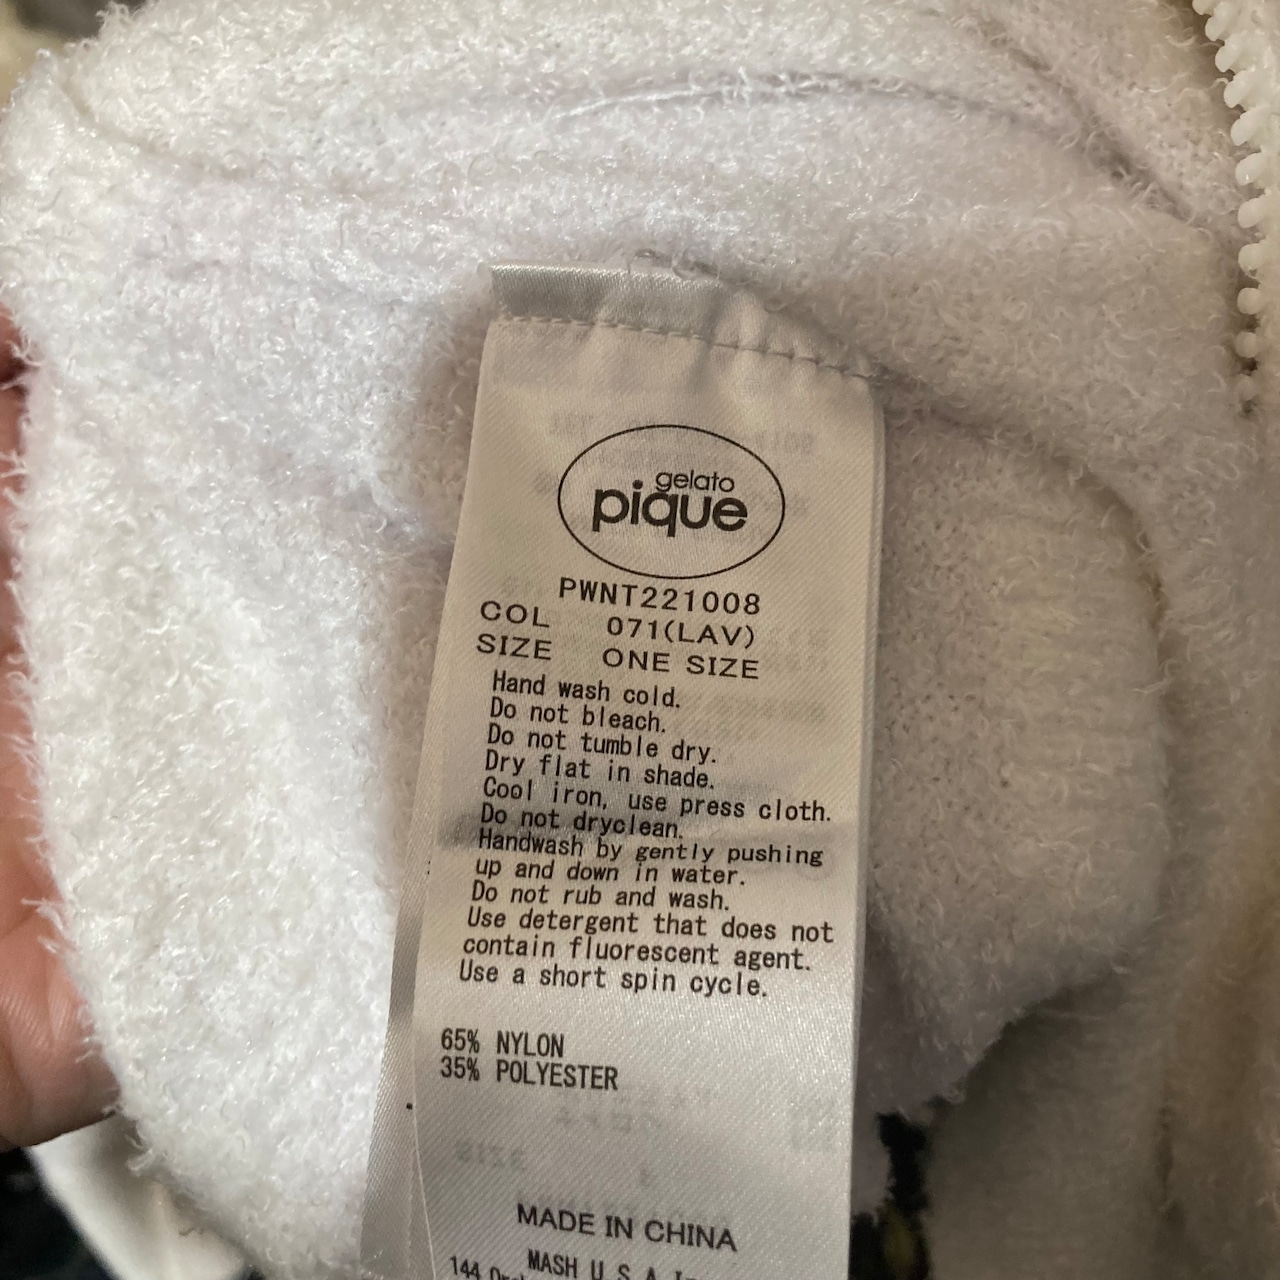 gelato
pique
PWNT221008
COL 071(LAV)
SIZE ONE SIZE
Hand wash cold.
Do not bleach.
Do not tumble dry.
Dry flat in shade.
Cool iron, use press cloth.
Do not dryclean.
Handwash by gently pushing
up and down in water.
Do not rub and wash.
Use detergent that does not
contain fluorescent agent.
Use a short spin cycle.
65% NYLON
35% POLYESTER
MADE IN CHINA
MASH U.S.A
144